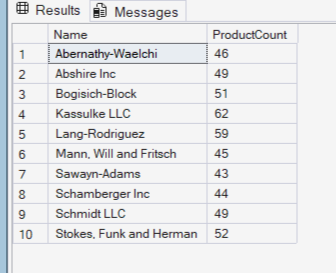 Results Messages
Name ProductCount
1 Abernathy-Waelchi 46
2 Abshire Inc 49
3 Bogisich-Block 51
4 Kassulke LLC 62
5 Lang-Rodriguez 59
6 Mann, Will and Fritsch 45
7 Sawayn-Adams 43
8 Schamberger Inc 44
9 Schmidt LLC 49
10 Stokes, Funk and Herman 52